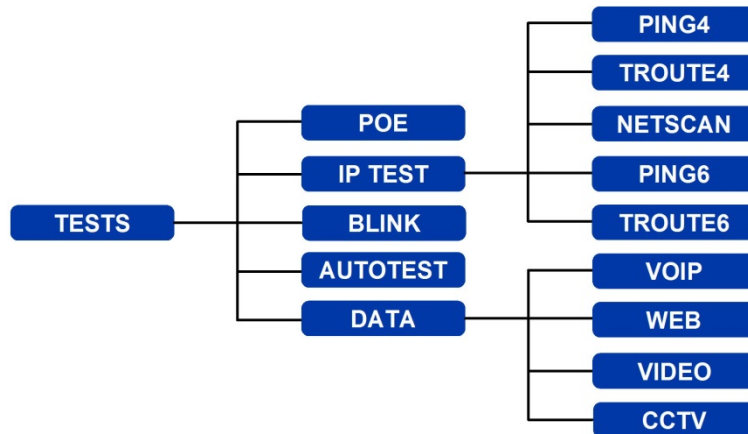 TESTS
POE
IP TEST
BLINK
AUTOTEST
DATA
PING4
TROUTE4
NETSCAN
PING6
TROUTE6
VOIP
WEB
VIDEO
CCTV